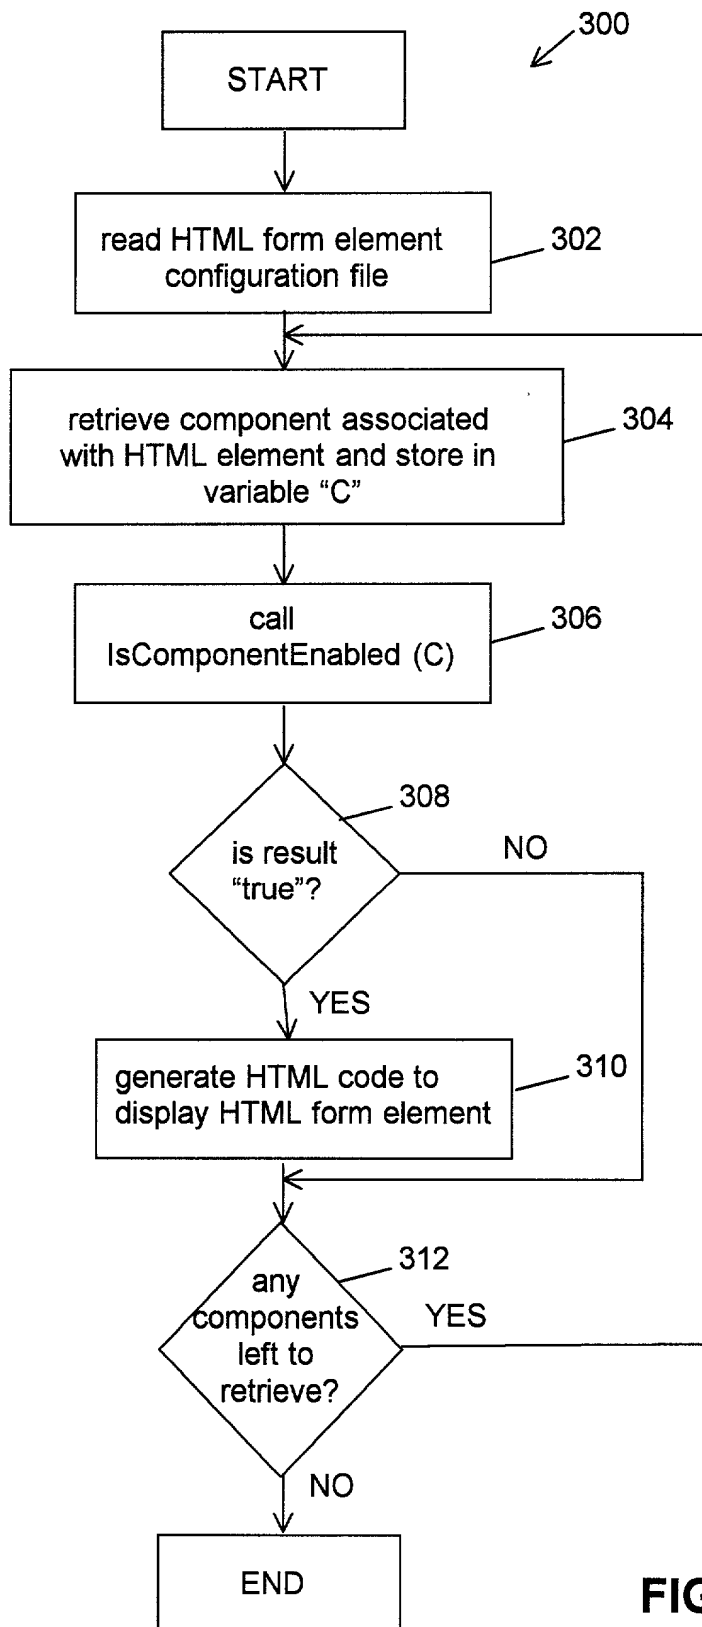 300
START
read HTML form element
configuration file
302
retrieve component associated
with HTML element and store in
variable “C”
304
call
IsComponentEnabled (C)
306
308
is result
“true”?
NO
YES
generate HTML code to
display HTML form element
310
312
any
components
left to
retrieve?
YES
NO
END
FIG